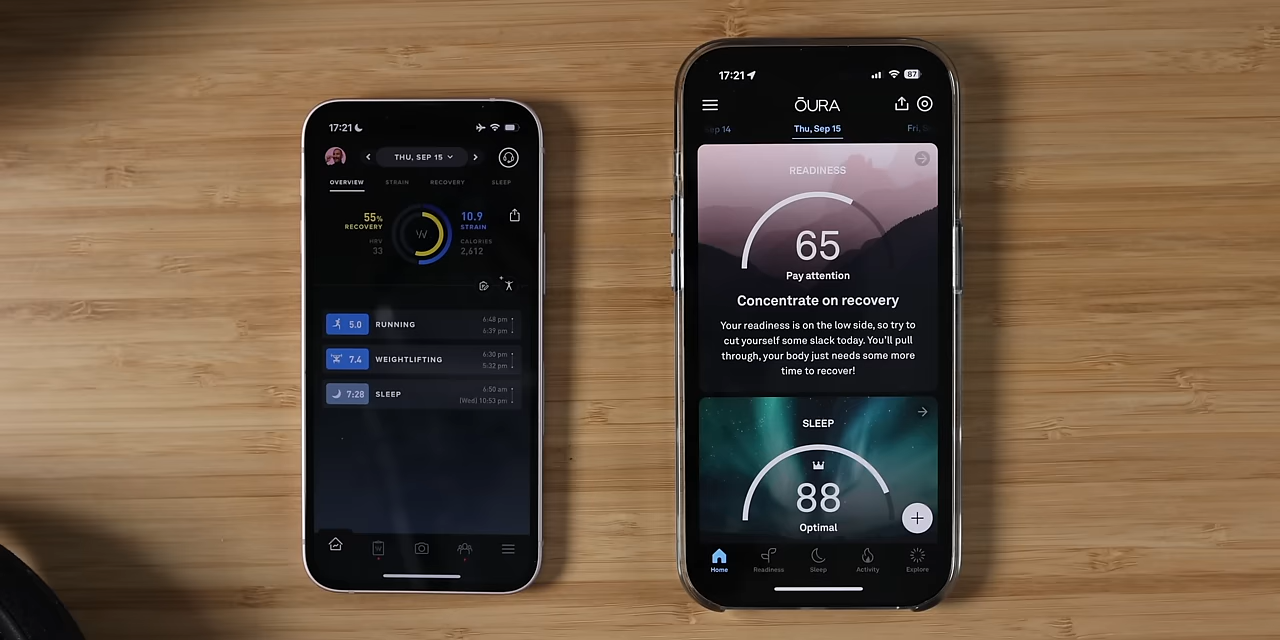 17:21
THU, SEP 15
OVERVIEW STRAIN RECOVERY SLEEP
55%
RECOVERY
HRV
33
W
10.9
STRAIN
CALORIES
2,612
5.0 RUNNING 6:48 pm
6:39 pm
7.4 WEIGHTLIFTING 6:30 pm
5:32 pm
7:28 SLEEP 6:50 am
[Wed] 10:53 pm
W
17:21 87
ŌURA
Sep 14 Thu, Sep 15 Fri, S
READINESS
65
Pay attention
Concentrate on recovery
Your readiness is on the low side, so try to
cut yourself some slack today. You'll pull
through, your body just needs some more
time to recover!
SLEEP
88
Optimal
Home Readiness Sleep Activity Explore